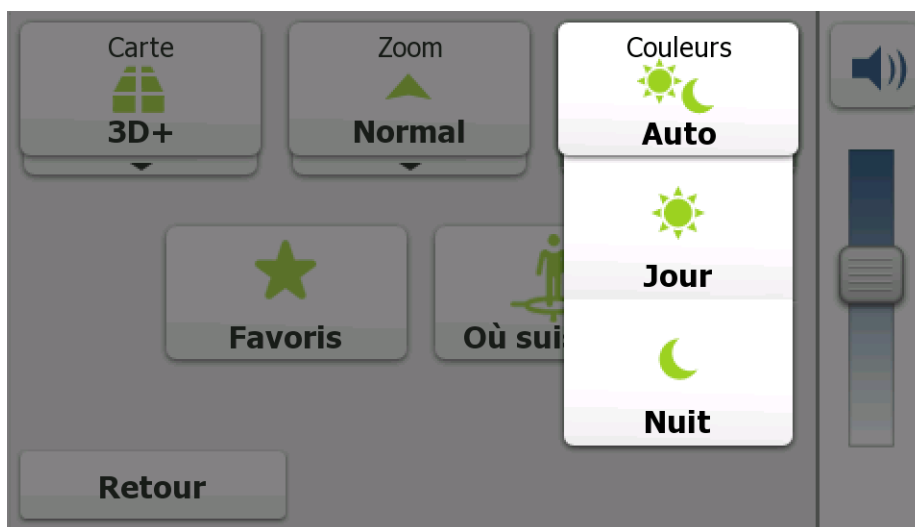 Carte
3D+
Zoom
Normal
Couleurs
Auto
Jour
Nuit
Favoris
Où sui
Retour